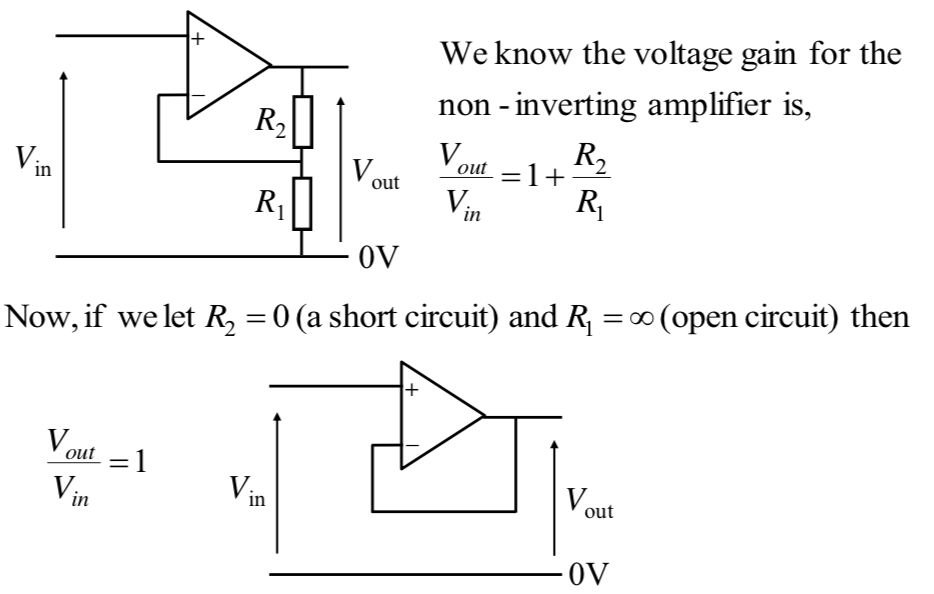 +
−
R₂
R₁
V_in
V_out
0V
We know the voltage gain for the
non - inverting amplifier is,
V_out / V_in = 1 + R₂ / R₁
Now, if we let R₂ = 0 (a short circuit) and R₁ = ∞ (open circuit) then
V_out / V_in = 1
+
−
V_in
V_out
0V